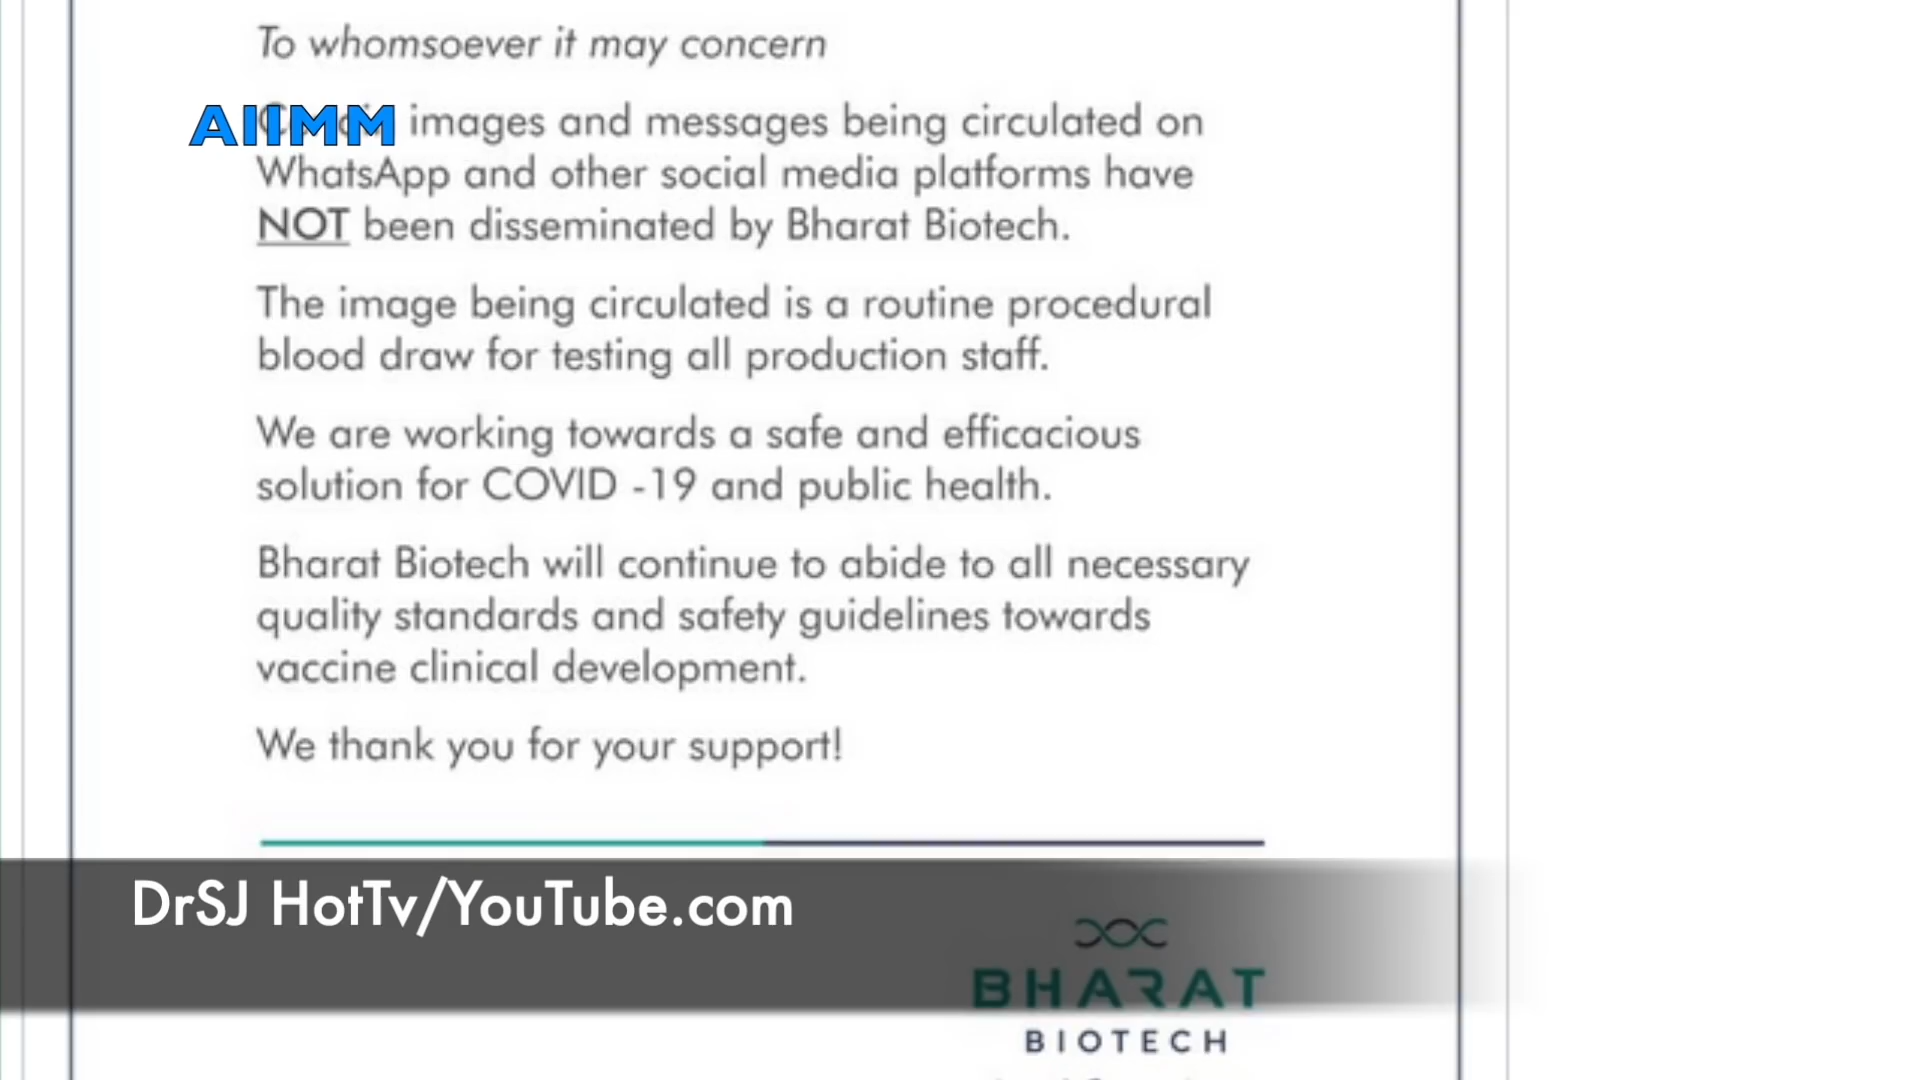 To whomsoever it may concern
AIIMM
images and messages being circulated on
WhatsApp and other social media platforms have
NOT been disseminated by Bharat Biotech.
The image being circulated is a routine procedural
blood draw for testing all production staff.
We are working towards a safe and efficacious
solution for COVID -19 and public health.
Bharat Biotech will continue to abide to all necessary
quality standards and safety guidelines towards
vaccine clinical development.
We thank you for your support!
DrSJ HotTv/YouTube.com
BHARAT
BIOTECH